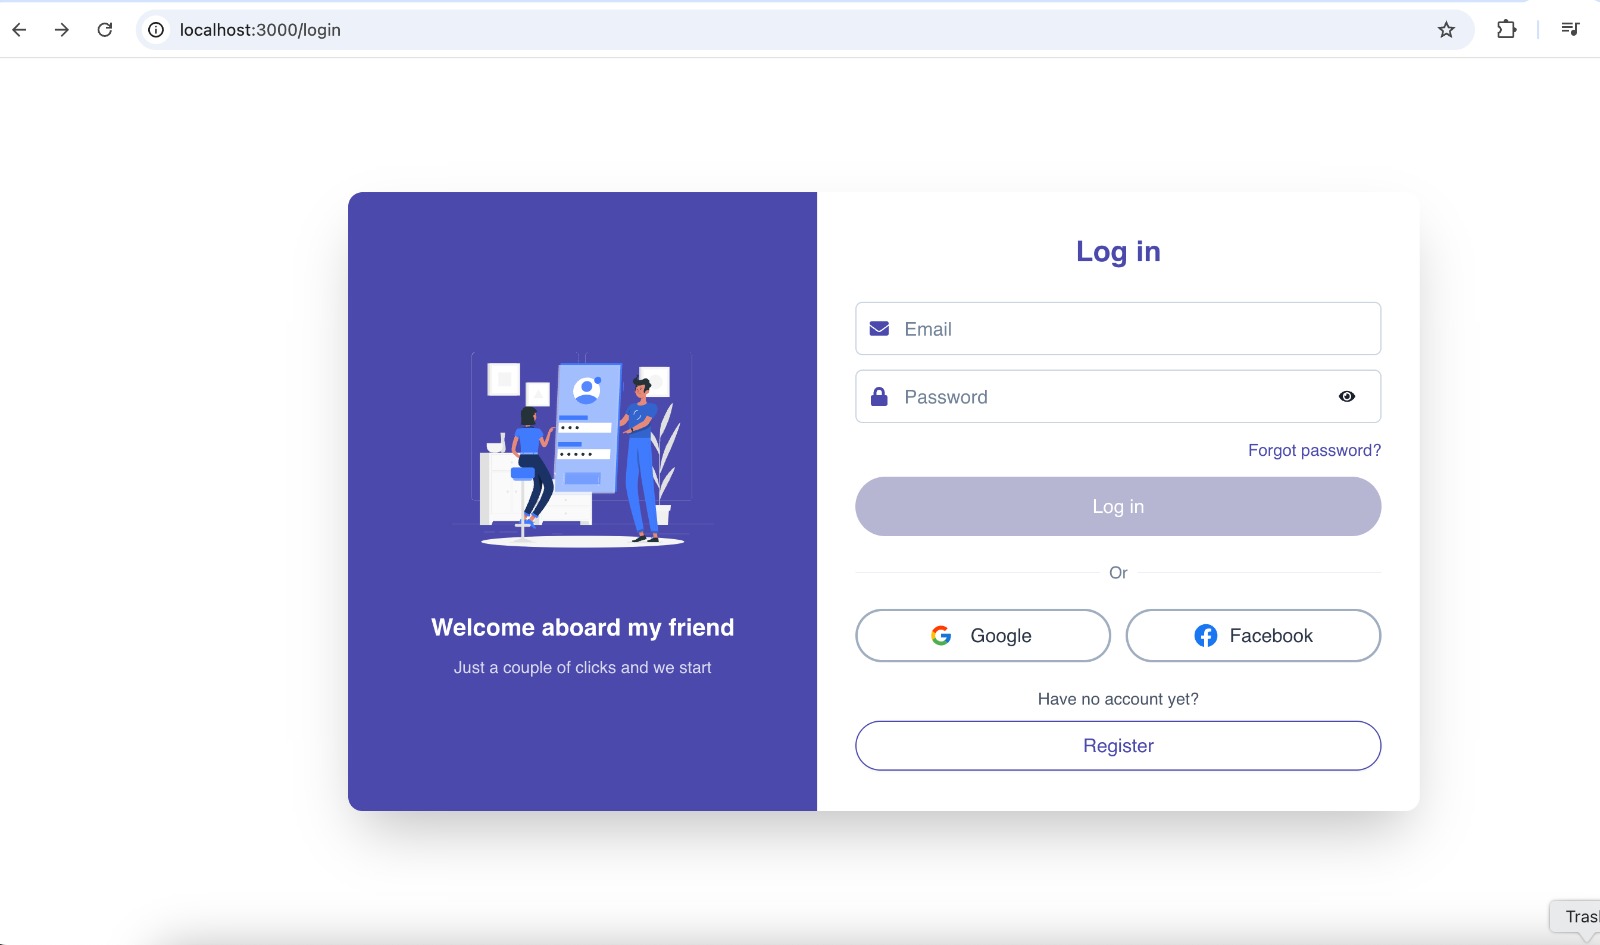 localhost:3000/login
Log in
Email
Password
Forgot password?
Log in
Or
Google
Facebook
Have no account yet?
Register
Welcome aboard my friend
Just a couple of clicks and we start